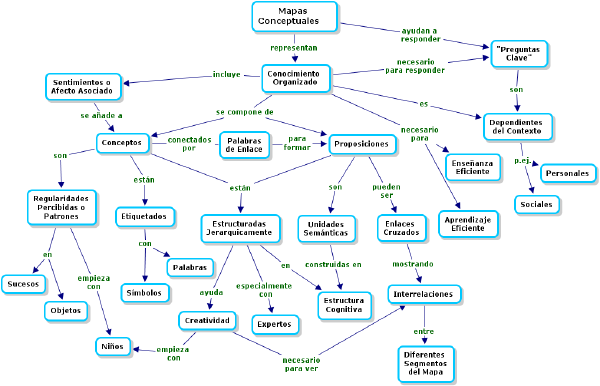 Mapas
Conceptuales
ayudan a
responder
representan
"Preguntas
Clave"
necesario
para responder
Conocimiento
Organizado
incluye
Sentimientos o
Afecto Asociado
son
es
se añade a
se compone de
necesario
para
Dependientes
del Contexto
Conceptos
conectados
por
Palabras
de Enlace
para
formar
Proposiciones
p.ej.
Enseñanza
Eficiente
Personales
son
están
están
son
pueden
ser
Sociales
Regularidades
Percibidas o
Patrones
Etiquetados
Estructuradas
Jerarquicamente
Unidades
Semánticas
Enlaces
Cruzados
Aprendizaje
Eficiente
en
con
Palabras
en
construidas en
mostrando
Sucesos
Objetos
empieza
con
Símbolos
ayuda
especialmente
con
Estructura
Cognitiva
Interrelaciones
Creatividad
Expertos
Niños
empieza
con
necesario
para ver
entre
Diferentes
Segmentos
del Mapa